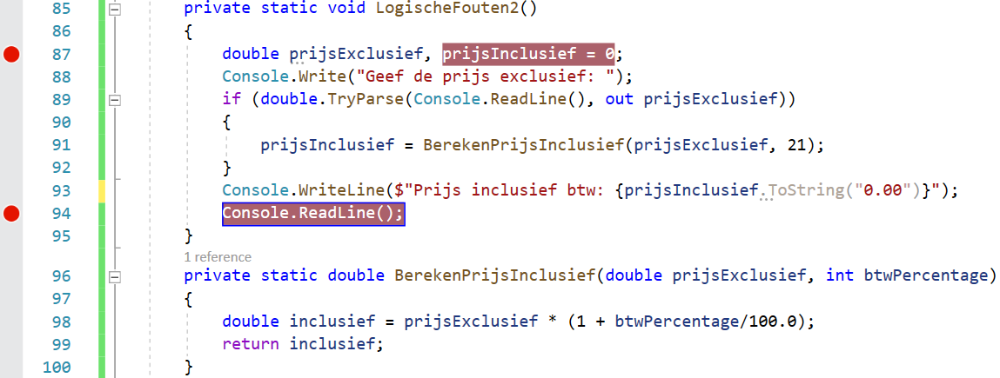 85 private static void LogischeFouten2()
86 {
87 double prijsExclusief, prijsInclusief = 0;
88 Console.Write("Geef de prijs exclusief: ");
89 if (double.TryParse(Console.ReadLine(), out prijsExclusief))
90 {
91 prijsInclusief = BerekenPrijsInclusief(prijsExclusief, 21);
92 }
93 Console.WriteLine($"Prijs inclusief btw: {prijsInclusief.ToString("0.00")}");
94 Console.ReadLine();
95 }
1 reference
96 private static double BerekenPrijsInclusief(double prijsExclusief, int btwPercentage)
97 {
98 double inclusief = prijsExclusief * (1 + btwPercentage/100.0);
99 return inclusief;
100 }